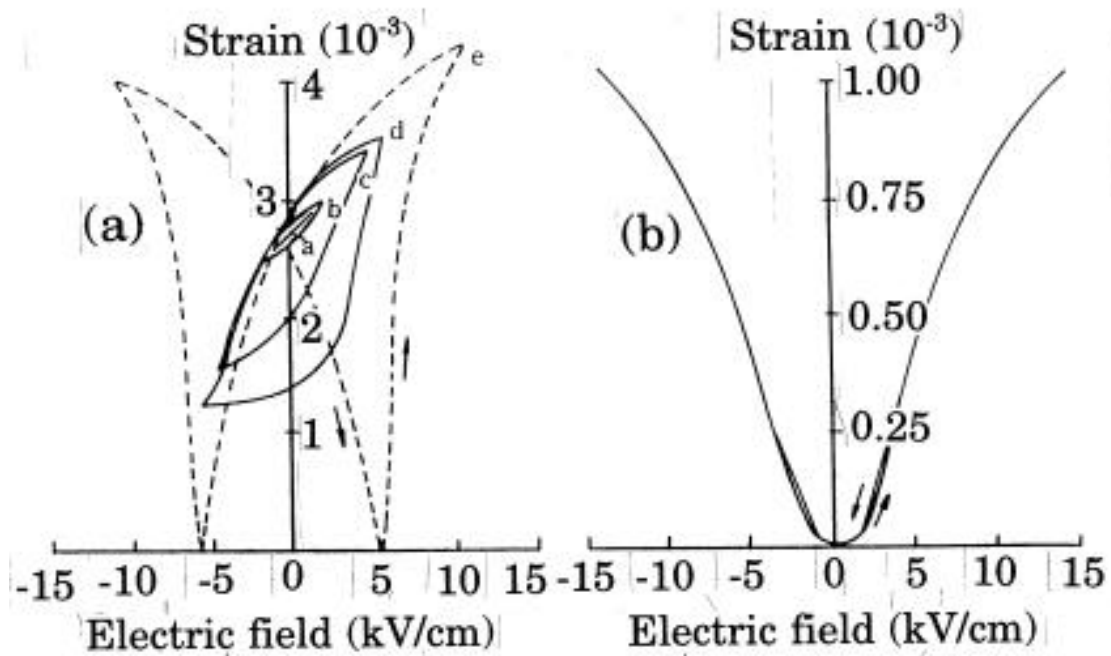 Strain (10⁻³)
4
e
d
3
c
b
(a)
a
2
1
-15 -10 -5 0 5 10 15
Electric field (kV/cm)
Strain (10⁻³)
1.00
0.75
(b)
0.50
0.25
-15 -10 -5 0 5 10 15
Electric field (kV/cm)